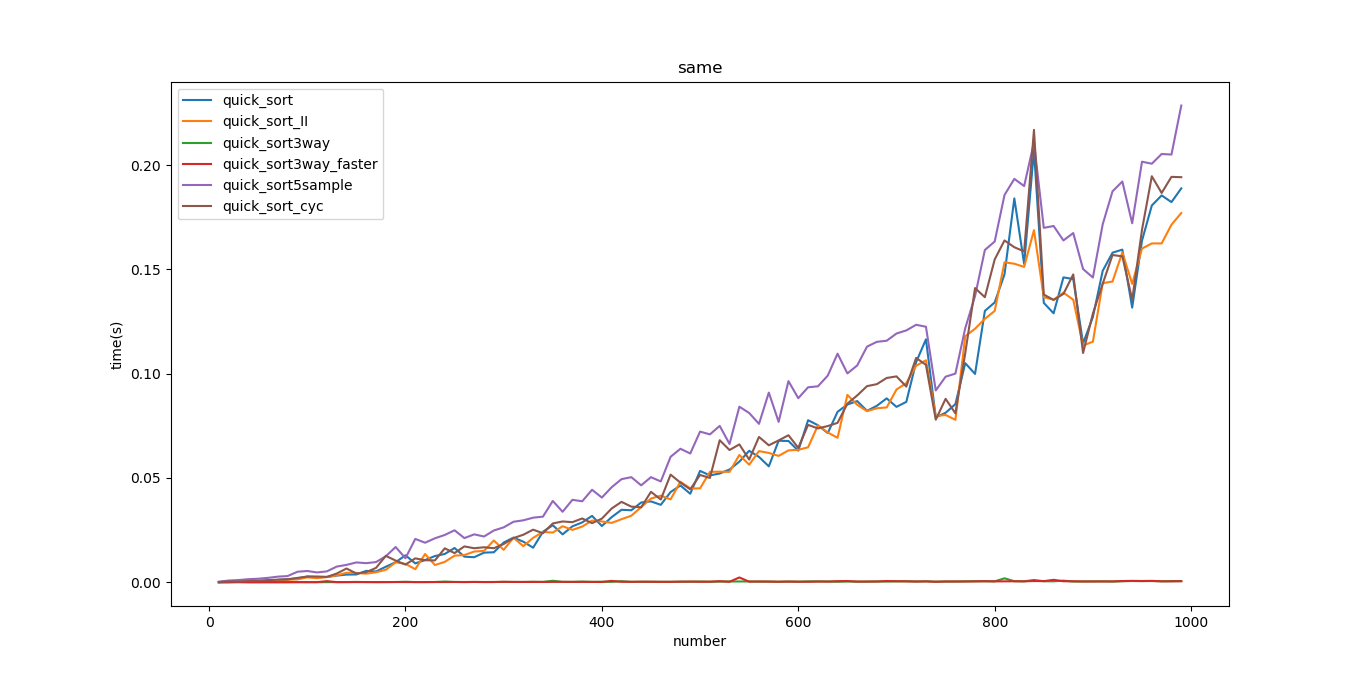 same
quick_sort
quick_sort_II
quick_sort3way
quick_sort3way_faster
quick_sort5sample
quick_sort_cyc
time(s)
0.20
0.15
0.10
0.05
0.00
0 200 400 600 800 1000
number